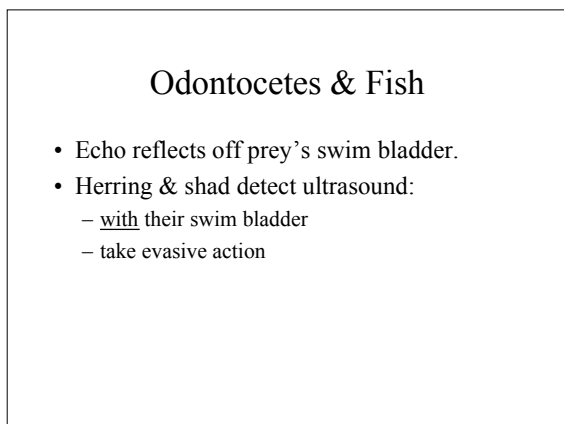 Odontocetes & Fish
• Echo reflects off prey's swim bladder.
• Herring & shad detect ultrasound:
– with their swim bladder
– take evasive action